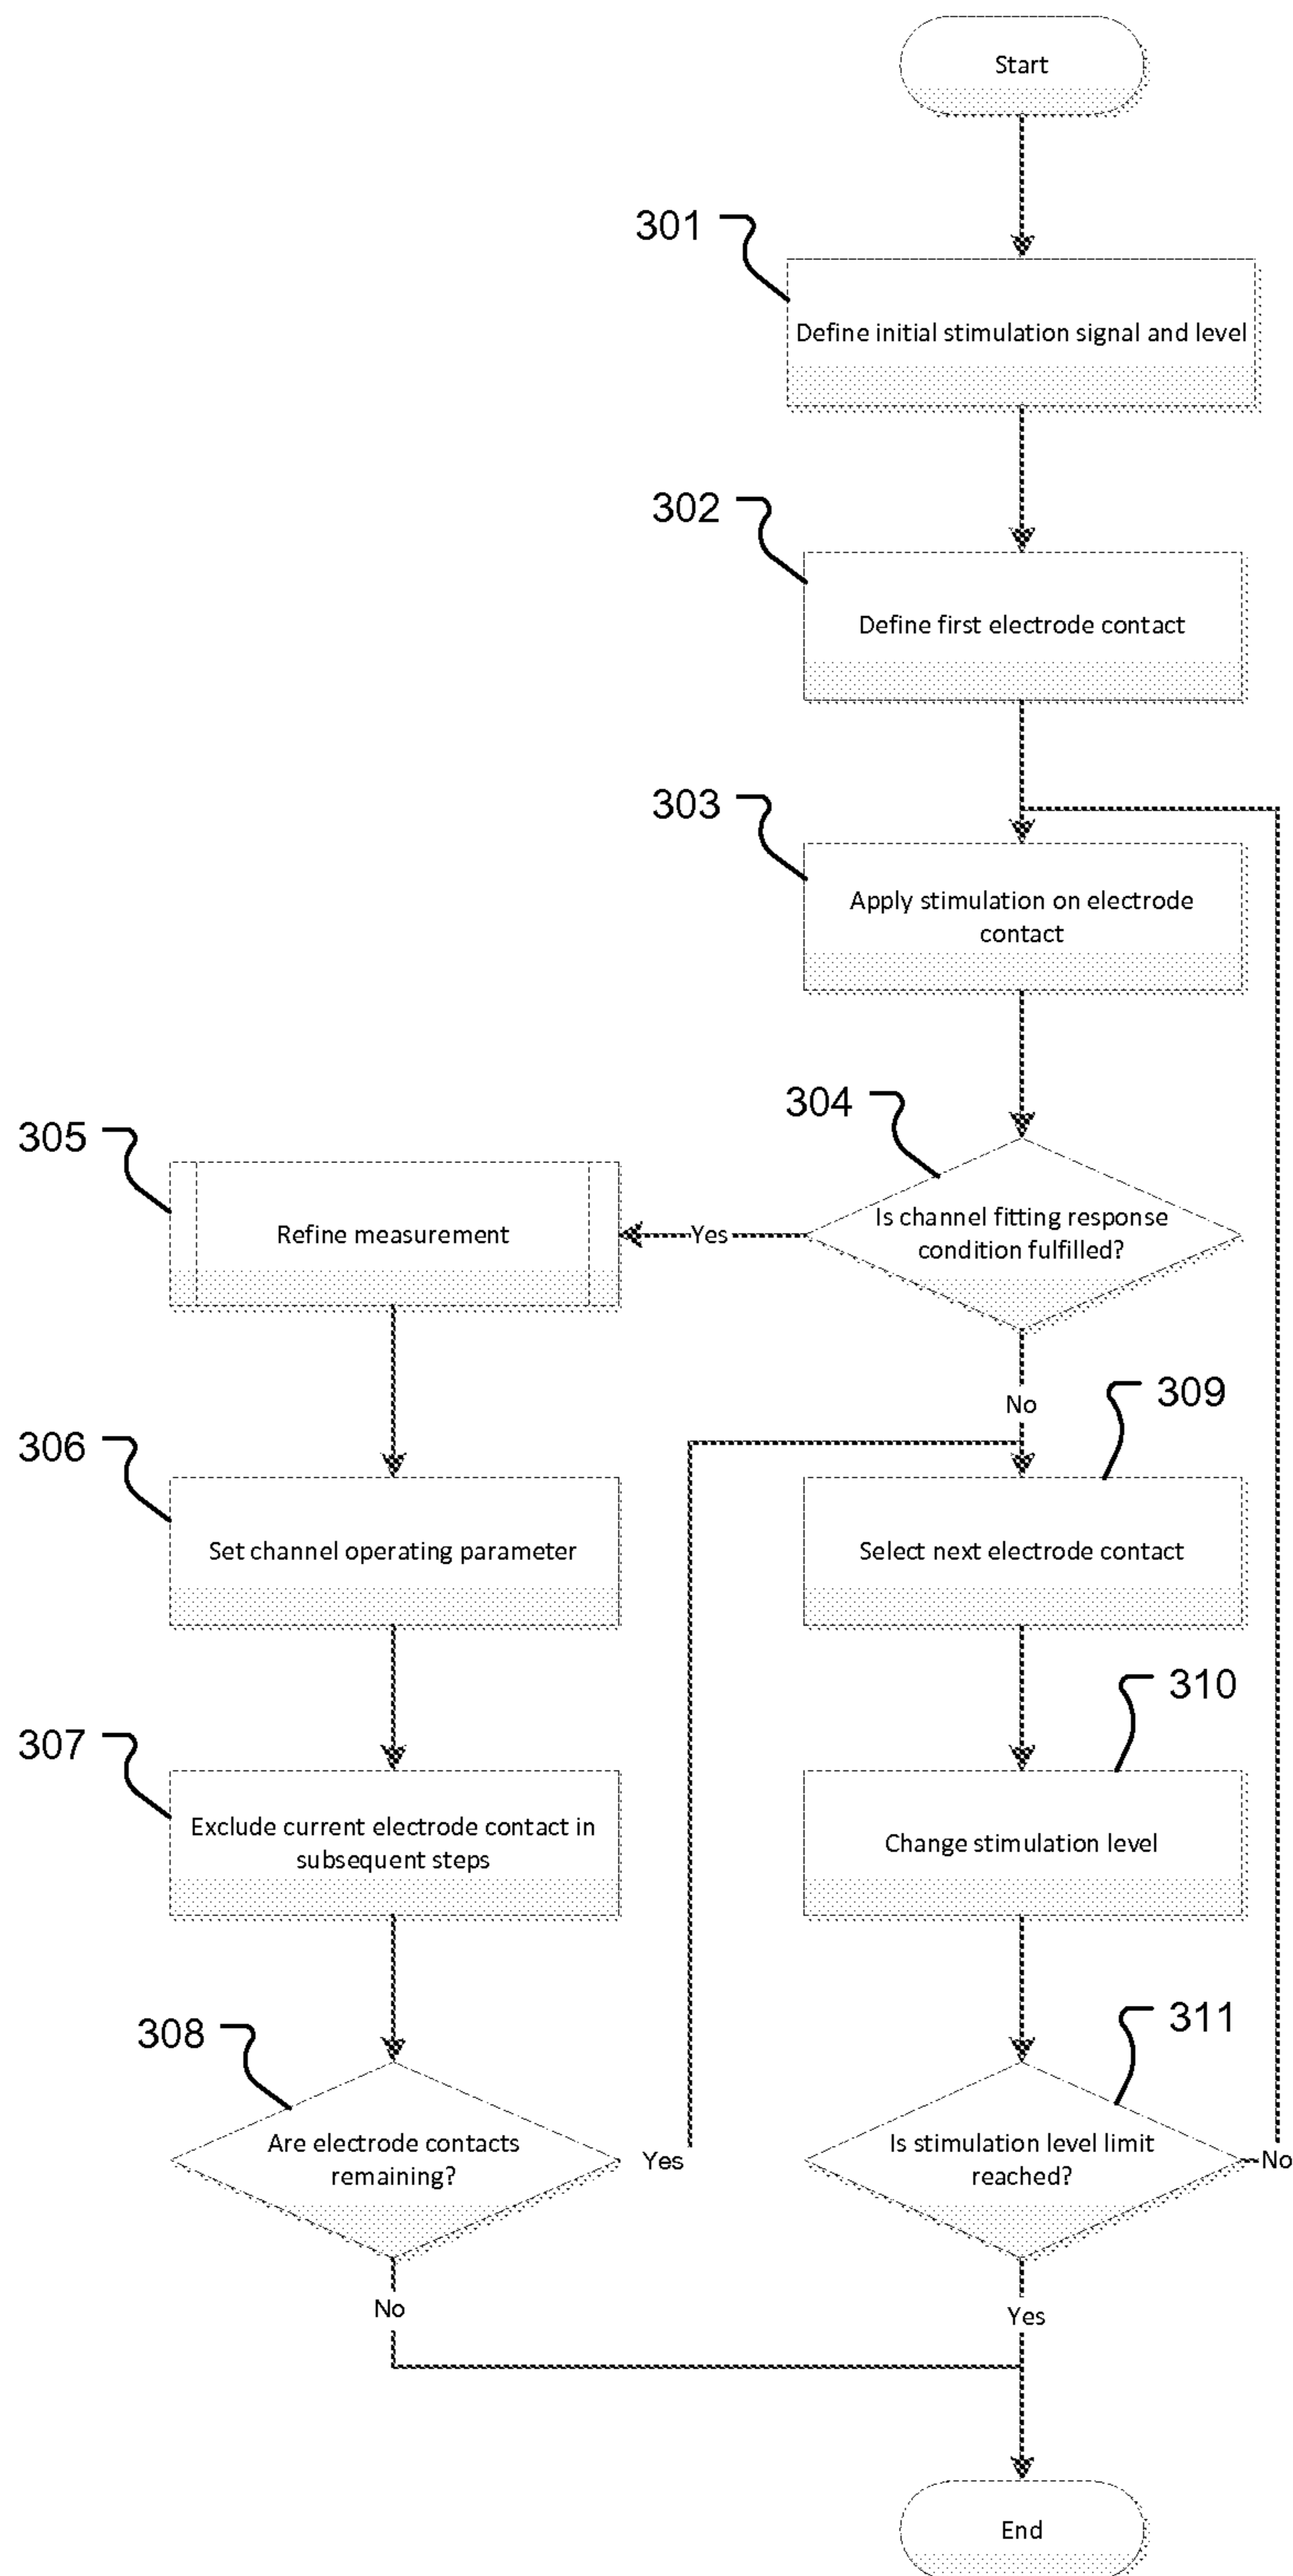 Start
301
Define initial stimulation signal and level
302
Define first electrode contact
303
Apply stimulation on electrode
contact
304
Is channel fitting response
condition fulfilled?
Yes
305
Refine measurement
No
309
306
Set channel operating parameter
Select next electrode contact
310
307
Exclude current electrode contact in
subsequent steps
Change stimulation level
308
Are electrode contacts
remaining?
Yes
311
Is stimulation level limit
reached?
No
No
Yes
End